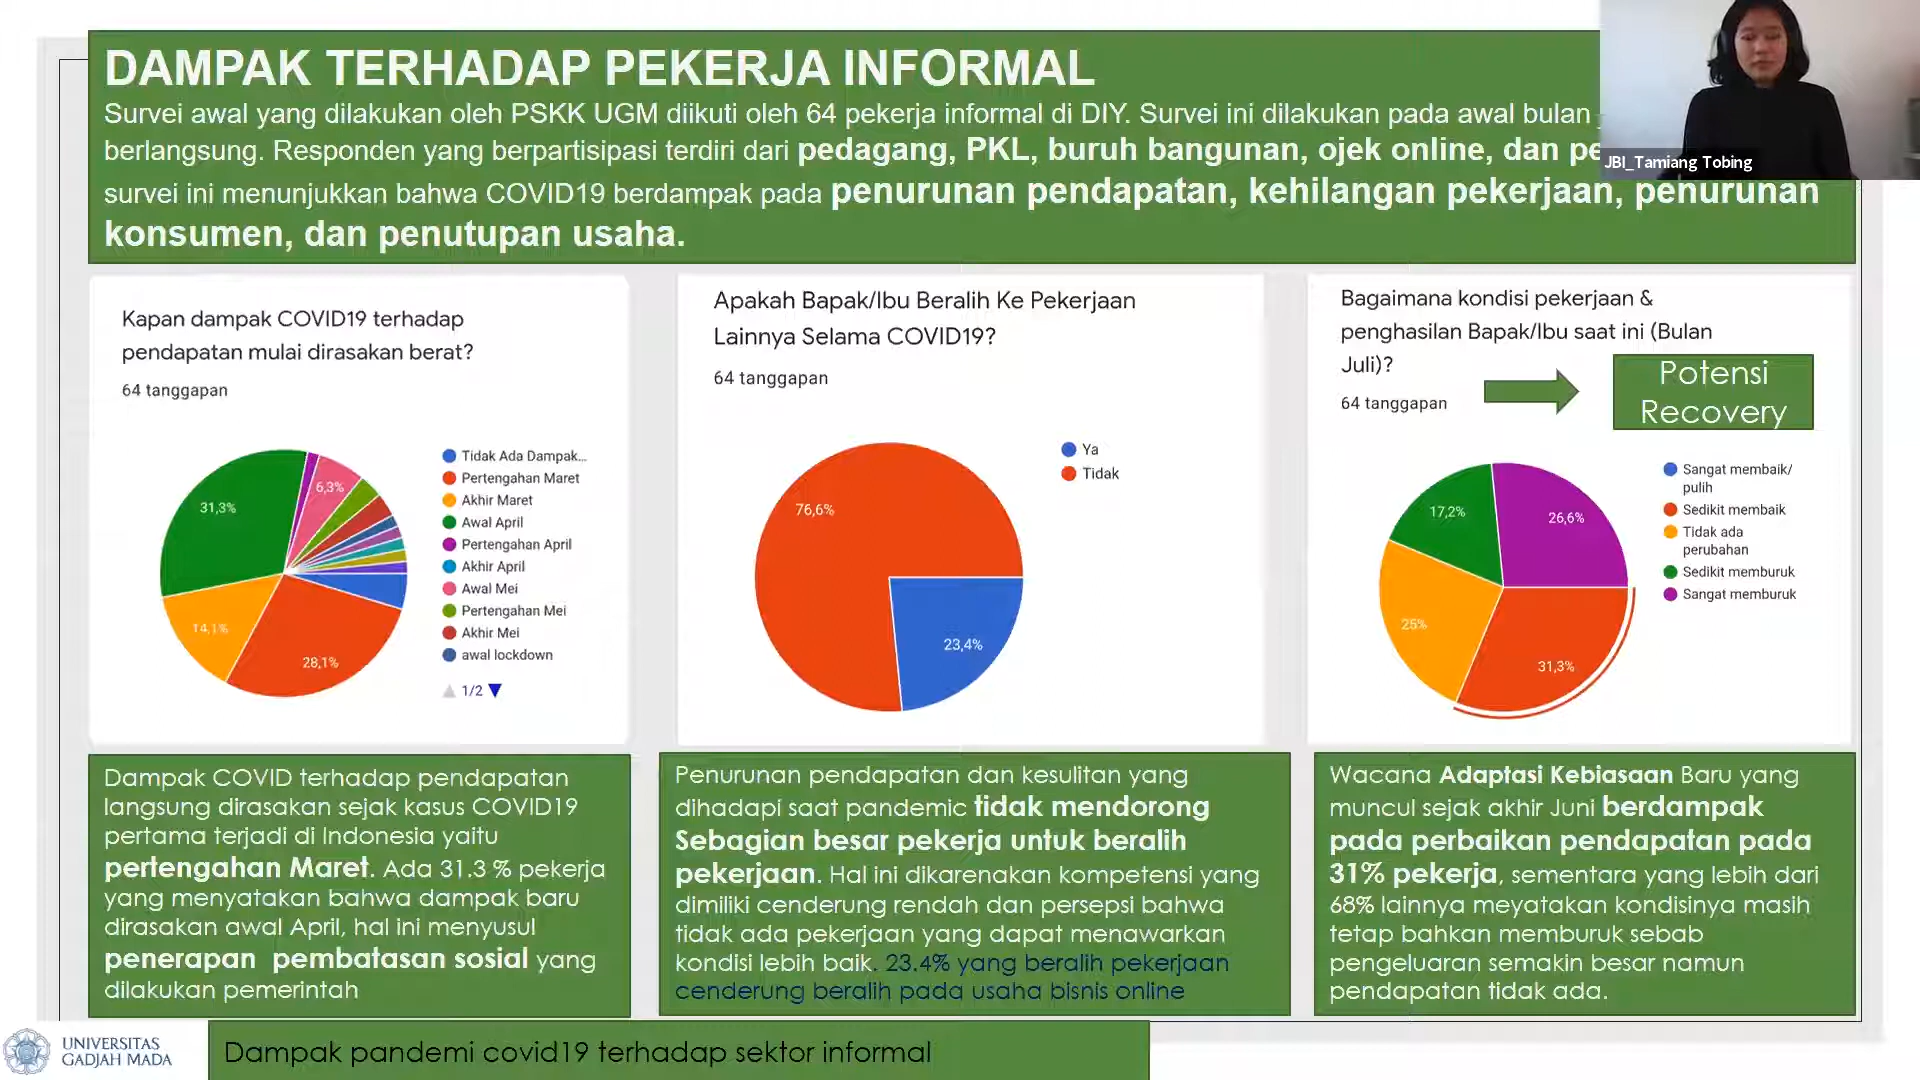 DAMPAK TERHADAP PEKERJA INFORMAL
Survei awal yang dilakukan oleh PSKK UGM diikuti oleh 64 pekerja informal di DIY. Survei ini dilakukan pada awal bulan
berlangsung. Responden yang berpartisipasi terdiri dari pedagang, PKL, buruh bangunan, ojek online, dan
survei ini menunjukkan bahwa COVID19 berdampak pada penurunan pendapatan, kehilangan pekerjaan, penurunan
konsumen, dan penutupan usaha.
JBI_Tamiang Tobing
Kapan dampak COVID19 terhadap
pendapatan mulai dirasakan berat?
64 tanggapan
31,3%
6,3%
14,1%
28,1%
Tidak Ada Dampak...
Pertengahan Maret
Akhir Maret
Awal April
Pertengahan April
Akhir April
Awal Mei
Pertengahan Mei
Akhir Mei
awal lockdown
1/2
Apakah Bapak/Ibu Beralih Ke Pekerjaan
Lainnya Selama COVID19?
64 tanggapan
76,6%
23,4%
Ya
Tidak
Bagaimana kondisi pekerjaan &
penghasilan Bapak/Ibu saat ini (Bulan
Juli)?
64 tanggapan
Potensi
Recovery
17,2%
26,6%
25%
31,3%
Sangat membaik/
pulih
Sedikit membaik
Tidak ada
perubahan
Sedikit memburuk
Sangat memburuk
Dampak COVID terhadap pendapatan
langsung dirasakan sejak kasus COVID19
pertama terjadi di Indonesia yaitu
pertengahan Maret. Ada 31.3 % pekerja
yang menyatakan bahwa dampak baru
dirasakan awal April, hal ini menyusul
penerapan pembatasan sosial yang
dilakukan pemerintah
Penurunan pendapatan dan kesulitan yang
dihadapi saat pandemic tidak mendorong
Sebagian besar pekerja untuk beralih
pekerjaan. Hal ini dikarenakan kompetensi yang
dimiliki cenderung rendah dan persepsi bahwa
tidak ada pekerjaan yang dapat menawarkan
kondisi lebih baik. 23.4% yang beralih pekerjaan
cenderung beralih pada usaha bisnis online
Wacana Adaptasi Kebiasaan Baru yang
muncul sejak akhir Juni berdampak
pada perbaikan pendapatan pada
31% pekerja, sementara yang lebih dari
68% lainnya meyatakan kondisinya masih
tetap bahkan memburuk sebab
pengeluaran semakin besar namun
pendapatan tidak ada.
UNIVERSITAS
GADJAH MADA
Dampak pandemi covid19 terhadap sektor informal